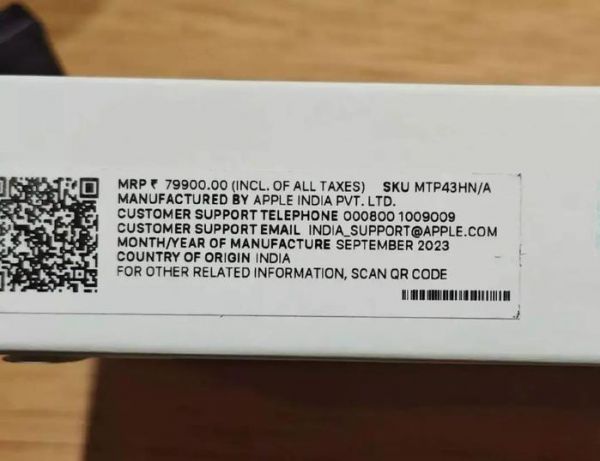 MRP ₹ 79900.00 (INCL. OF ALL TAXES) SKU MTP43HN/A
MANUFACTURED BY APPLE INDIA PVT. LTD.
CUSTOMER SUPPORT TELEPHONE 000800 1009009
CUSTOMER SUPPORT EMAIL INDIA_SUPPORT@APPLE.COM
MONTH/YEAR OF MANUFACTURE SEPTEMBER 2023
COUNTRY OF ORIGIN INDIA
FOR OTHER RELATED INFORMATION, SCAN QR CODE